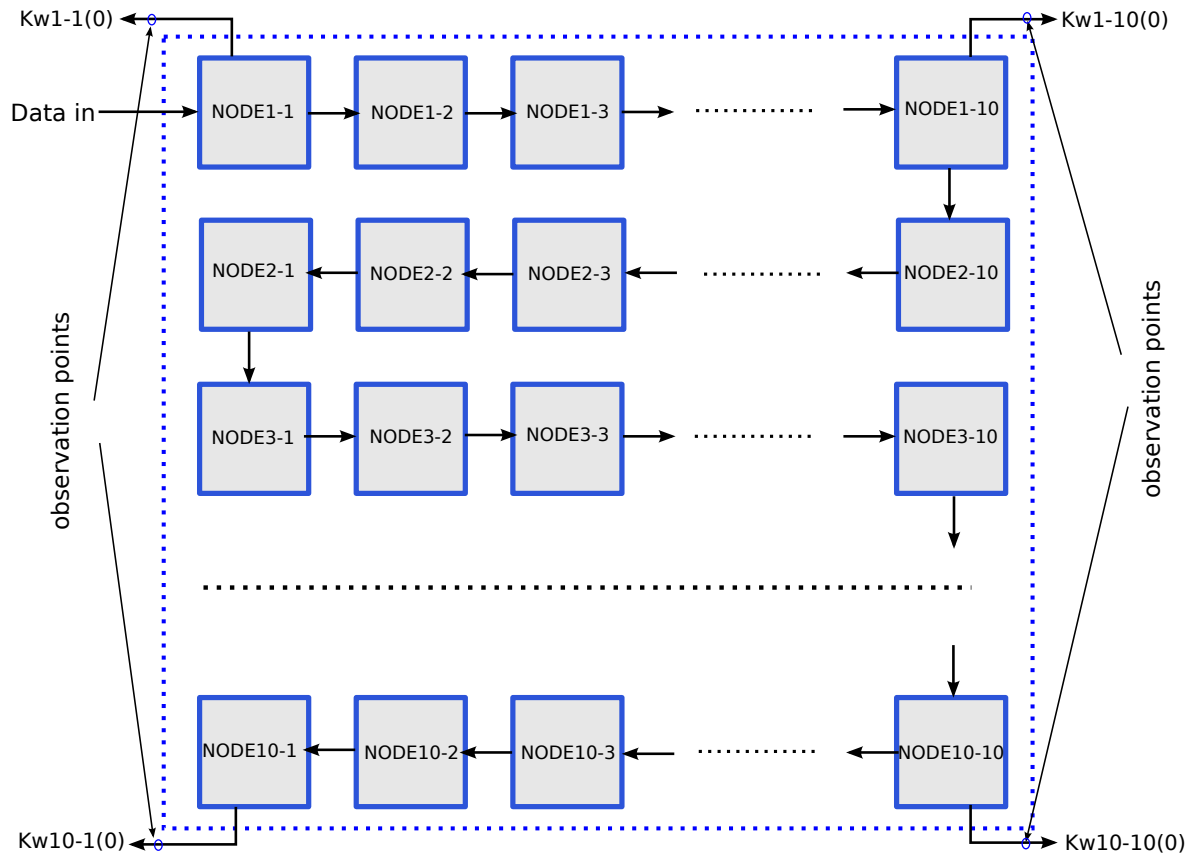 Kw1-1(0)
Kw1-10(0)
Data in
NODE1-1
NODE1-2
NODE1-3
NODE1-10
NODE2-1
NODE2-2
NODE2-3
NODE2-10
observation points
observation points
NODE3-1
NODE3-2
NODE3-3
NODE3-10
NODE10-1
NODE10-2
NODE10-3
NODE10-10
Kw10-1(0)
Kw10-10(0)